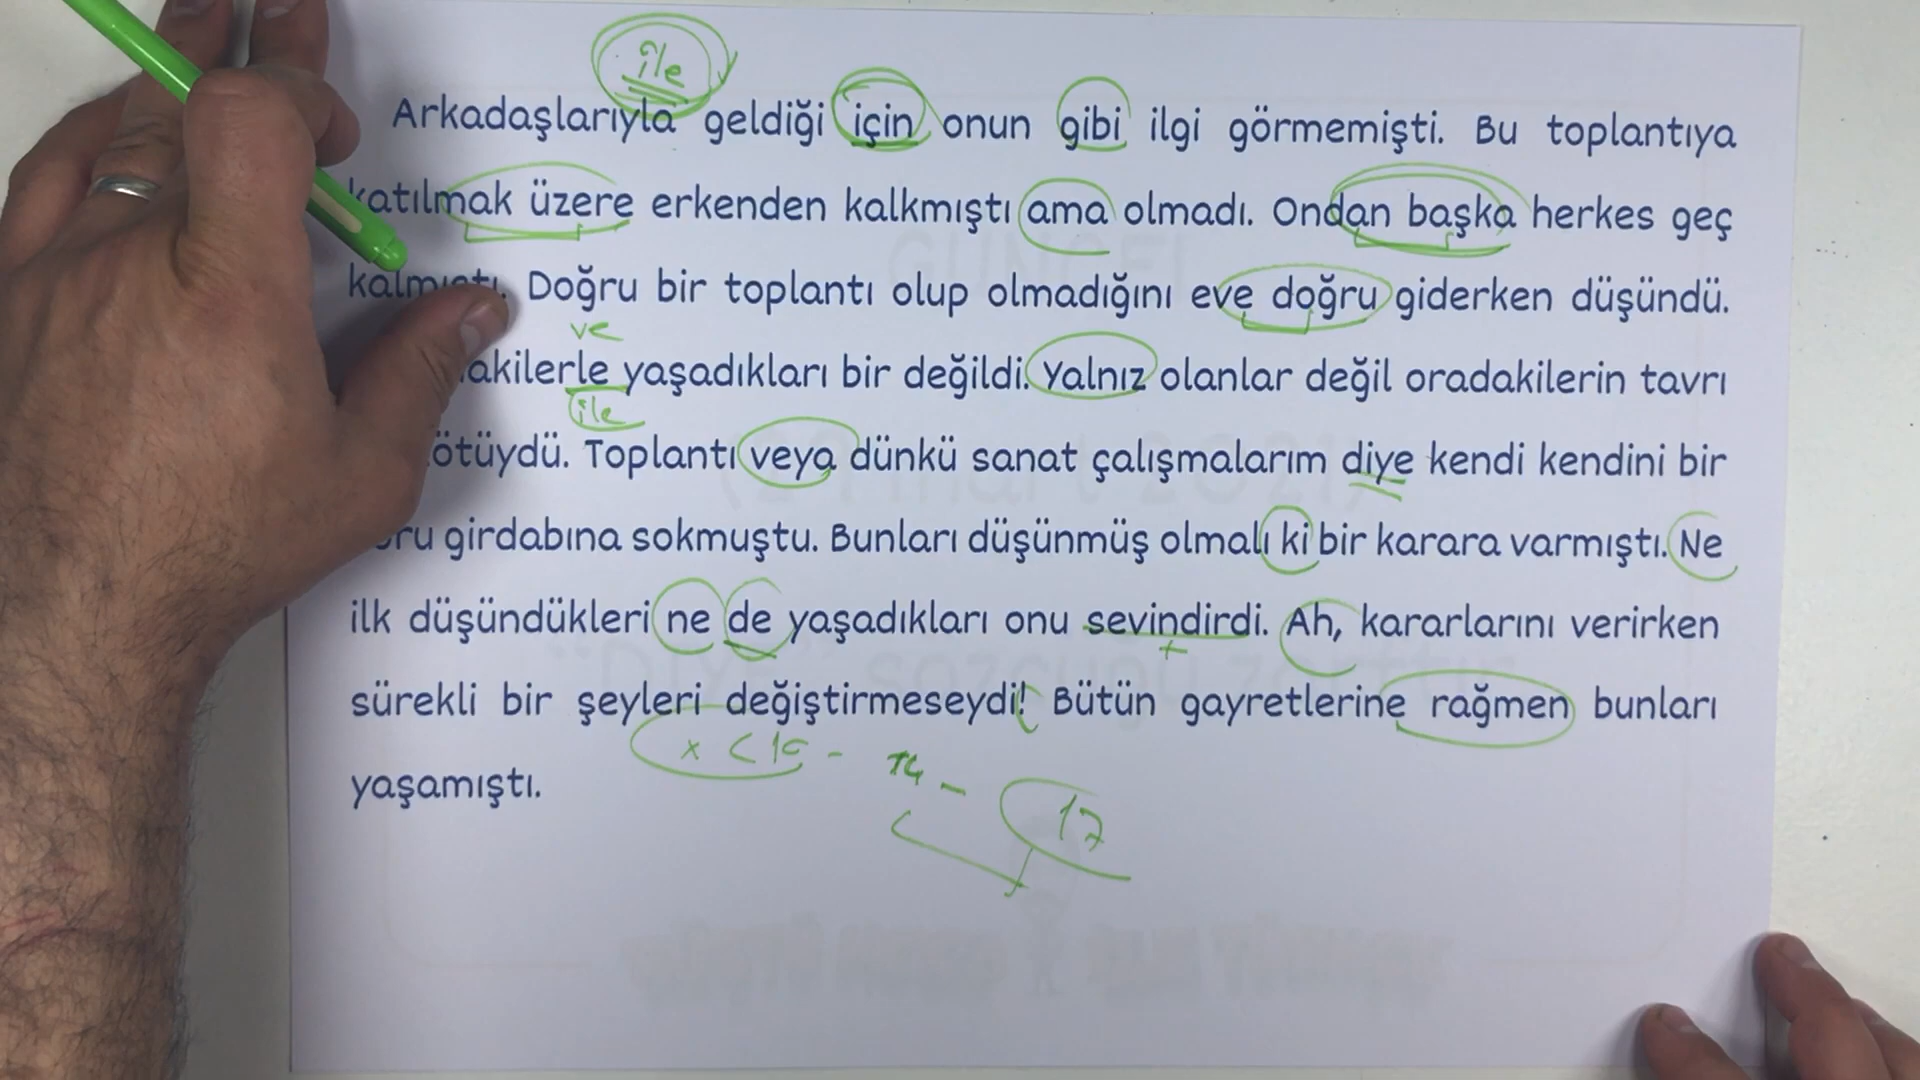 ile
Arkadaşlarıyla geldiği için onun gibi ilgi görmemişti. Bu toplantıya
katılmak üzere erkenden kalkmıştı ama olmadı. Ondan başka herkes geç
kalmıştı. Doğru bir toplantı olup olmadığını eve doğru giderken düşündü.
ve
akilerle yaşadıkları bir değildi. Yalnız olanlar değil oradakilerin tavrı
ile
ötüydü. Toplantı veya dünkü sanat çalışmalarım diye kendi kendini bir
ru girdabına sokmuştu. Bunları düşünmüş olmalı ki bir karara varmıştı. Ne
ilk düşündükleri ne de yaşadıkları onu sevindirdi. Ah, kararlarını verirken
+
sürekli bir şeyleri değiştirmeseydi! Bütün gayretlerine rağmen bunları
yaşamıştı.
17